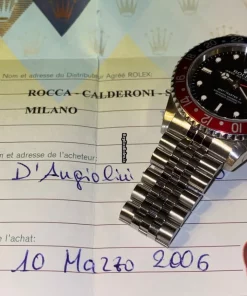 Nom et adresse du Distributeur Agréé ROLEX:
ROCCA - CALDERONI - S
MILANO
om et adresse de l'acheteur:
D'Angiolini
e l'achat:
10 Marzo 2006